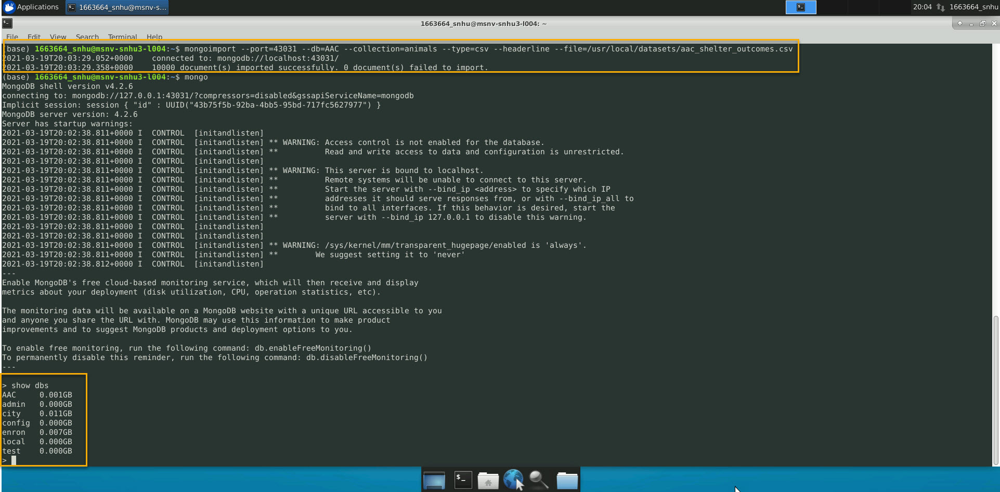 Applications 1663664_snhu@msnv-s... 20:04 1663664_snhu
1663664_snhu@msnv-snhu3-l004: ~
File Edit View Search Terminal Help
(base) 1663664_snhu@msnv-snhu3-l004:~$ mongoimport --port=43031 --db=AAC --collection=animals --type=csv --headerline --file=/usr/local/datasets/aac_shelter_outcomes.csv
2021-03-19T20:03:29.052+0000    connected to: mongodb://localhost:43031/
2021-03-19T20:03:29.358+0000    10000 document(s) imported successfully. 0 document(s) failed to import.
(base) 1663664_snhu@msnv-snhu3-l004:~$ mongo
MongoDB shell version v4.2.6
connecting to: mongodb://127.0.0.1:43031/?compressors=disabled&gssapiServiceName=mongodb
Implicit session: session { "id" : UUID("43b75f5b-92ba-4bb5-95bd-717fc5627977") }
MongoDB server version: 4.2.6
Server has startup warnings:
2021-03-19T20:02:38.811+0000 I  CONTROL  [initandlisten]
2021-03-19T20:02:38.811+0000 I  CONTROL  [initandlisten] ** WARNING: Access control is not enabled for the database.
2021-03-19T20:02:38.811+0000 I  CONTROL  [initandlisten] **          Read and write access to data and configuration is unrestricted.
2021-03-19T20:02:38.811+0000 I  CONTROL  [initandlisten]
2021-03-19T20:02:38.811+0000 I  CONTROL  [initandlisten] ** WARNING: This server is bound to localhost.
2021-03-19T20:02:38.811+0000 I  CONTROL  [initandlisten] **          Remote systems will be unable to connect to this server.
2021-03-19T20:02:38.811+0000 I  CONTROL  [initandlisten] **          Start the server with --bind_ip <address> to specify which IP
2021-03-19T20:02:38.811+0000 I  CONTROL  [initandlisten] **          addresses it should serve responses from, or with --bind_ip_all to
2021-03-19T20:02:38.811+0000 I  CONTROL  [initandlisten] **          bind to all interfaces. If this behavior is desired, start the
2021-03-19T20:02:38.811+0000 I  CONTROL  [initandlisten] **          server with --bind_ip 127.0.0.1 to disable this warning.
2021-03-19T20:02:38.811+0000 I  CONTROL  [initandlisten]
2021-03-19T20:02:38.811+0000 I  CONTROL  [initandlisten]
2021-03-19T20:02:38.811+0000 I  CONTROL  [initandlisten] ** WARNING: /sys/kernel/mm/transparent_hugepage/enabled is 'always'.
2021-03-19T20:02:38.811+0000 I  CONTROL  [initandlisten] **        We suggest setting it to 'never'
2021-03-19T20:02:38.812+0000 I  CONTROL  [initandlisten]
---
Enable MongoDB's free cloud-based monitoring service, which will then receive and display
metrics about your deployment (disk utilization, CPU, operation statistics, etc).
The monitoring data will be available on a MongoDB website with a unique URL accessible to you
and anyone you share the URL with. MongoDB may use this information to make product
improvements and to suggest MongoDB products and deployment options to you.
To enable free monitoring, run the following command: db.enableFreeMonitoring()
To permanently disable this reminder, run the following command: db.disableFreeMonitoring()
---
> show dbs
AAC     0.001GB
admin   0.000GB
city    0.011GB
config  0.000GB
enron   0.007GB
local   0.000GB
test    0.000GB
>